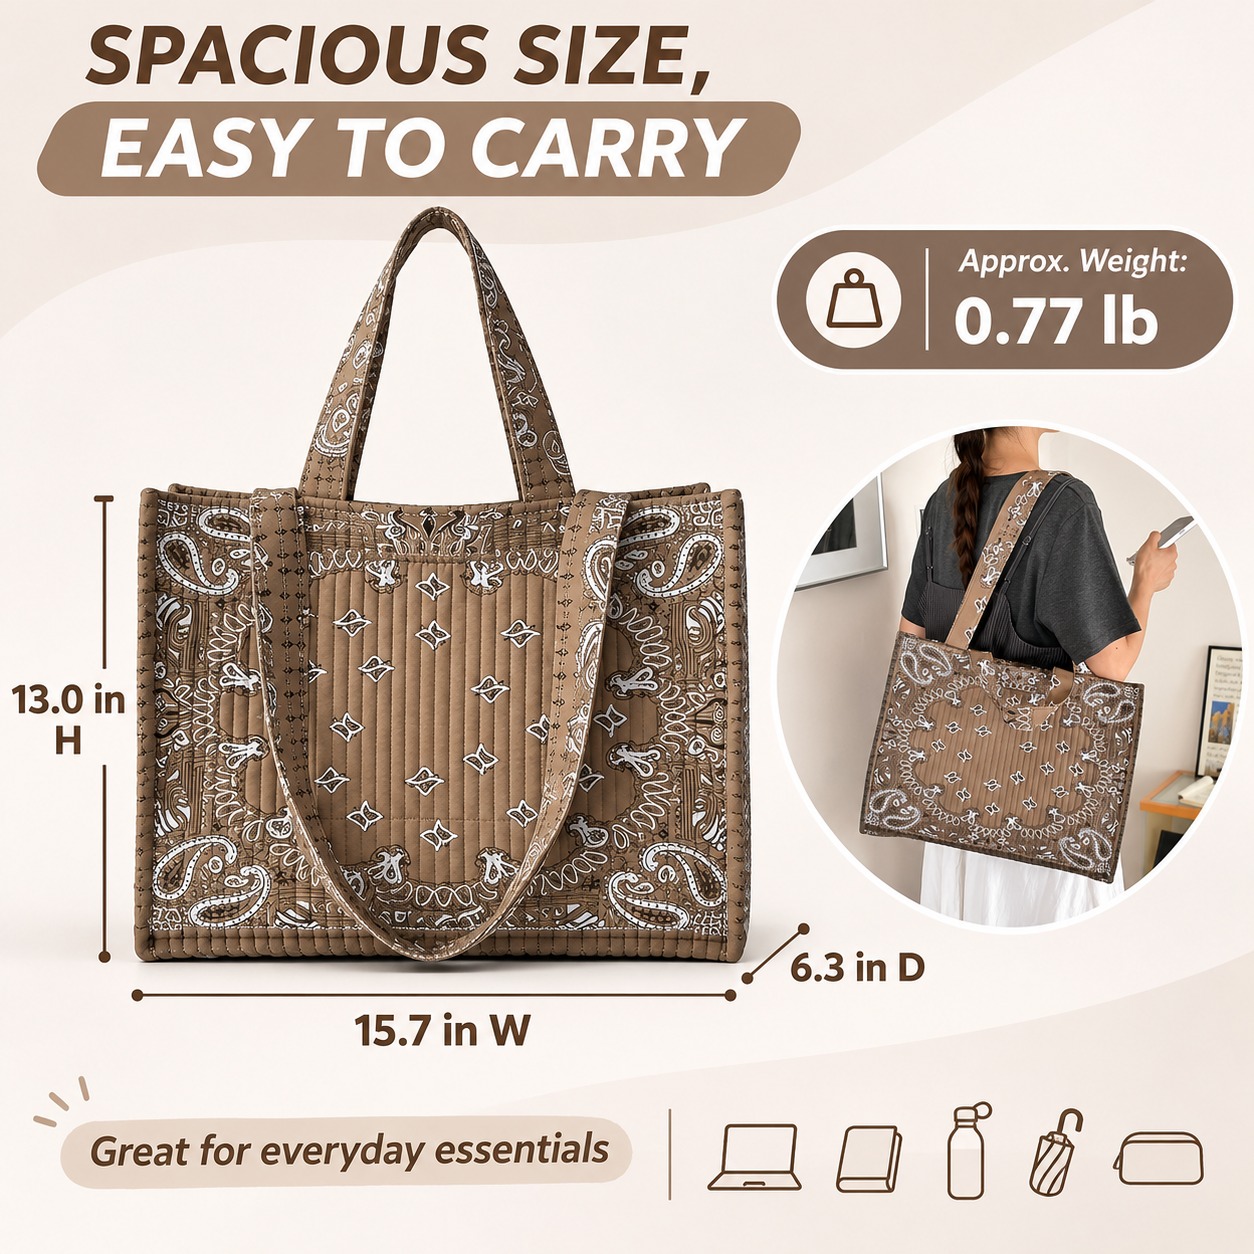 SPACIOUS SIZE,
EASY TO CARRY
Approx. Weight:
0.77 lb
13.0 in
H
6.3 in D
15.7 in W
Great for everyday essentials